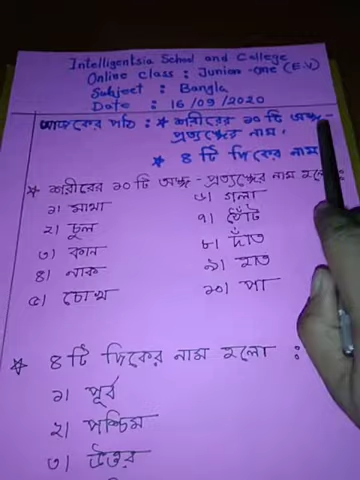 Intelligentsia School and College
Online Class : Junior-one (E.V)
Subject : Bangla
Date : 16/09/2020
আজকের পাঠ : * শরীরের ১০টি অঙ্গ-
প্রত্যঙ্গের নাম,
* ৪টি দিকের নাম
* শরীরের ১০টি অঙ্গ-প্রত্যঙ্গের নাম হলো :
১। মাথা
২। চুল
৩। কান
৪। নাক
৫। চোখ
৬। গলা
৭। ঠোঁট
৮। দাঁত
৯। হাত
১০। পা
* ৪টি দিকের নাম হলো :
১। পূর্ব
২। পশ্চিম
৩। উত্তর